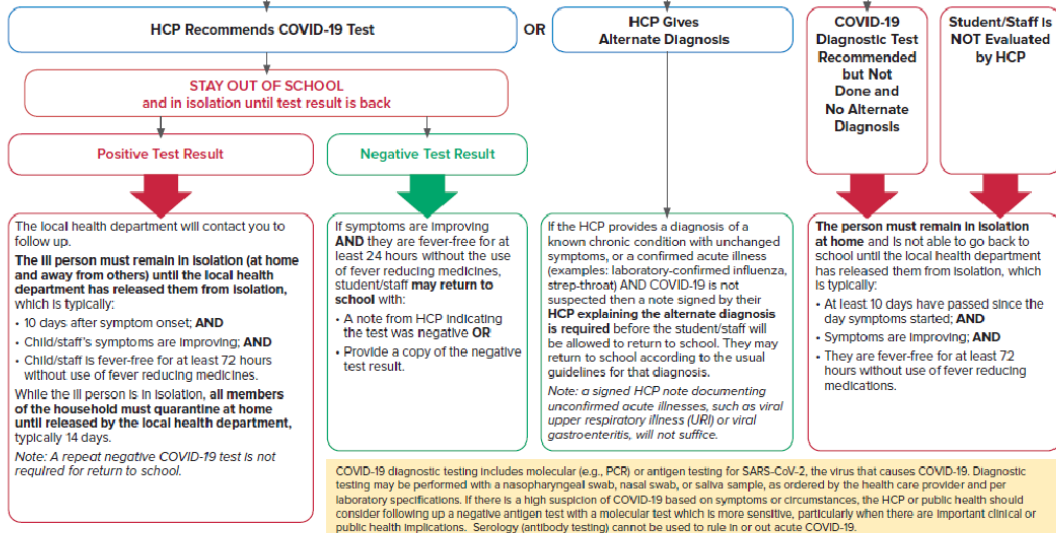 HCP Recommends COVID-19 Test
OR
HCP Gives
Alternate Diagnosis
COVID-19
Diagnostic Test
Recommended
but Not
Done and
No Alternate
Diagnosis
Student/Staff is
NOT Evaluated
by HCP
STAY OUT OF SCHOOL
and in isolation until test result is back
Positive Test Result
Negative Test Result
The local health department will contact you to
follow up.
The ill person must remain in isolation (at home
and away from others) until the local health
department has released them from isolation,
which is typically:
• 10 days after symptom onset; AND
• Child/staff's symptoms are improving; AND
• Child/staff is fever-free for at least 72 hours
without use of fever reducing medicines.
While the ill person is in isolation, all members
of the household must quarantine at home
until released by the local health department,
typically 14 days.
Note: A repeat negative COVID-19 test is not
required for return to school.
If symptoms are improving
AND they are fever-free for at
least 24 hours without the use
of fever reducing medicines,
student/staff may return to
school with:
• A note from HCP indicating
the test was negative OR
• Provide a copy of the negative
test result.
If the HCP provides a diagnosis of a
known chronic condition with unchanged
symptoms, or a confirmed acute illness
(examples: laboratory-confirmed influenza,
strep-throat) AND COVID-19 is not
suspected then a note signed by their
HCP explaining the alternate diagnosis
is required before the student/staff will
be allowed to return to school. They may
return to school according to the usual
guidelines for that diagnosis.
Note: a signed HCP note documenting
unconfirmed acute illnesses, such as viral
upper respiratory illness (URI) or viral
gastroenteritis, will not suffice.
The person must remain in isolation
at home and is not able to go back to
school until the local health department
has released them from isolation, which
is typically:
• At least 10 days have passed since the
day symptoms started; AND
• Symptoms are improving; AND
• They are fever-free for at least 72
hours without use of fever reducing
medications.
COVID-19 diagnostic testing includes molecular (e.g., PCR) or antigen testing for SARS-CoV-2, the virus that causes COVID-19. Diagnostic
testing may be performed with a nasopharyngeal swab, nasal swab, or saliva sample, as ordered by the health care provider and per
laboratory specifications. If there is a high suspicion of COVID-19 based on symptoms or circumstances, the HCP or public health should
consider following up a negative antigen test with a molecular test which is more sensitive, particularly when there are important clinical or
public health implications. Serology (antibody testing) cannot be used to rule in or out acute COVID-19.